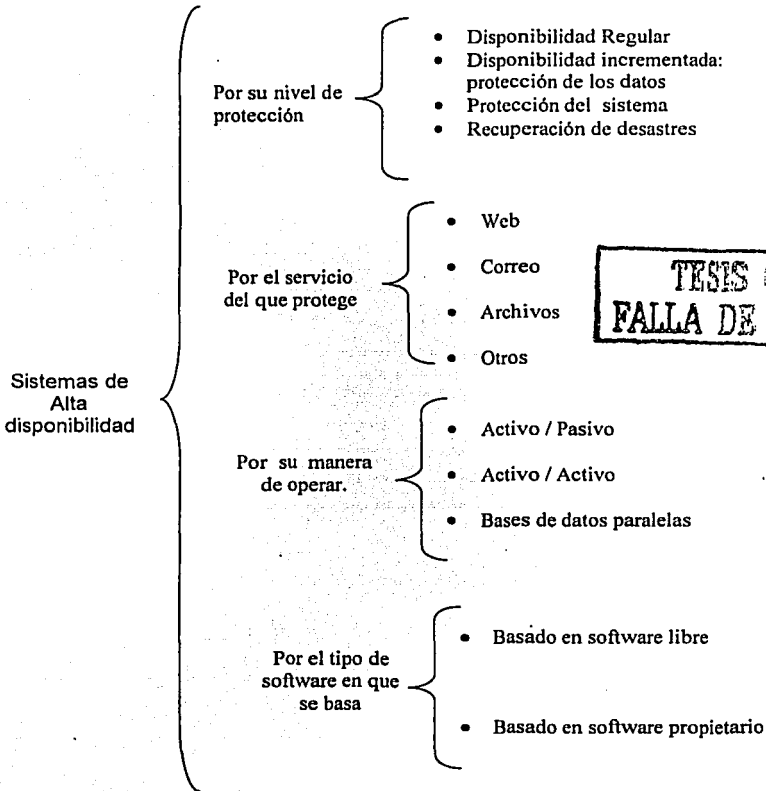 Sistemas de
Alta
disponibilidad
Por su nivel de
protección
• Disponibilidad Regular
• Disponibilidad incrementada:
protección de los datos
• Protección del sistema
• Recuperación de desastres
Por el servicio
del que protege
• Web
• Correo
• Archivos
• Otros
TESIS
FALLA DE
Por su manera
de operar.
• Activo / Pasivo
• Activo / Activo
• Bases de datos paralelas
Por el tipo de
software en que
se basa
• Basado en software libre
• Basado en software propietario